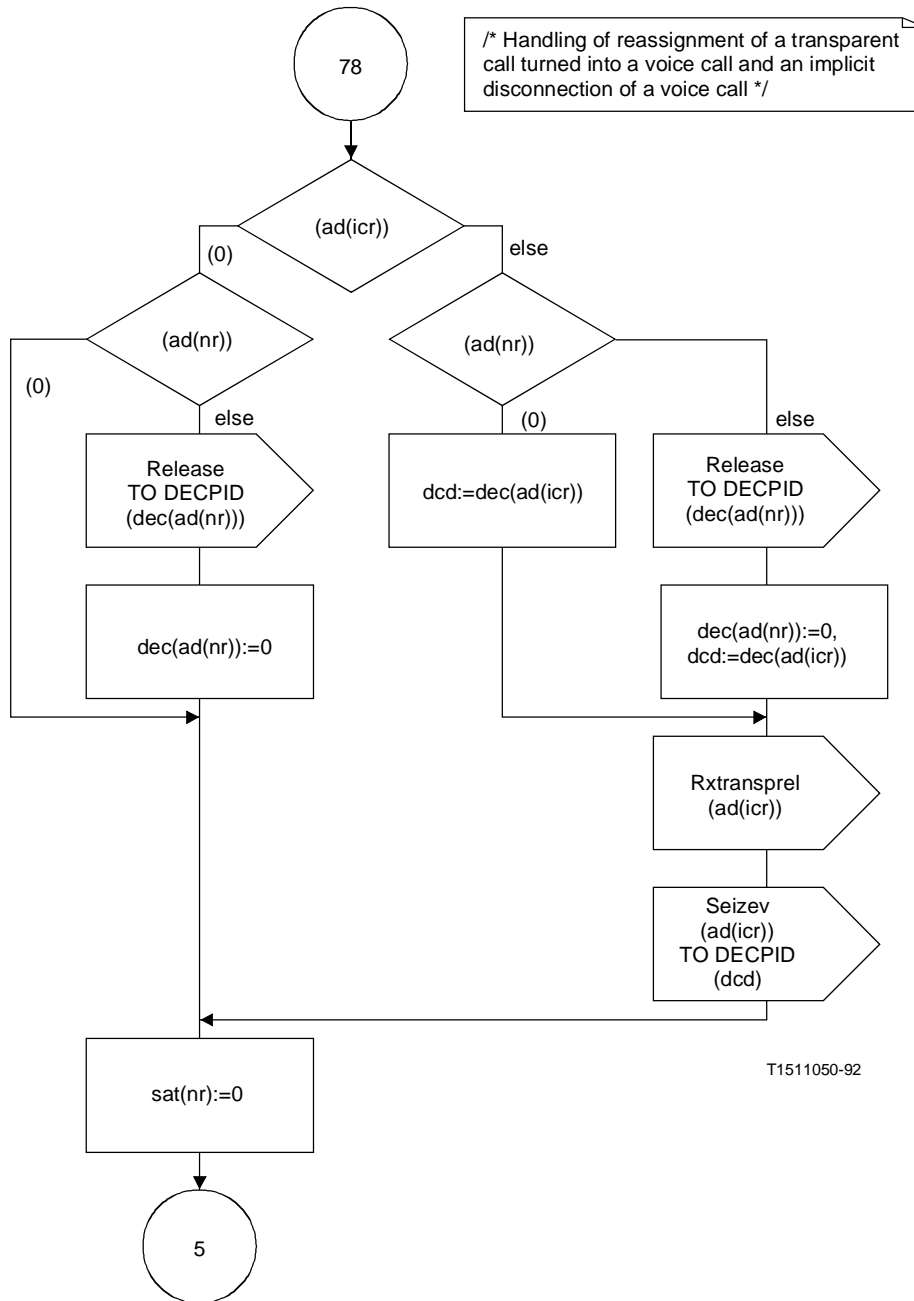 78
/* Handling of reassignment of a transparent
call turned into a voice call and an implicit
disconnection of a voice call */
(ad(icr))
(0)
else
(ad(nr))
(ad(nr))
(0)
else
(0)
else
Release
TO DECPID
(dec(ad(nr)))
dcd:=dec(ad(icr))
Release
TO DECPID
(dec(ad(nr)))
dec(ad(nr)):=0
dec(ad(nr)):=0,
dcd:=dec(ad(icr))
Rxtransprel
(ad(icr))
Seizev
(ad(icr))
TO DECPID
(dcd)
sat(nr):=0
T1511050-92
5